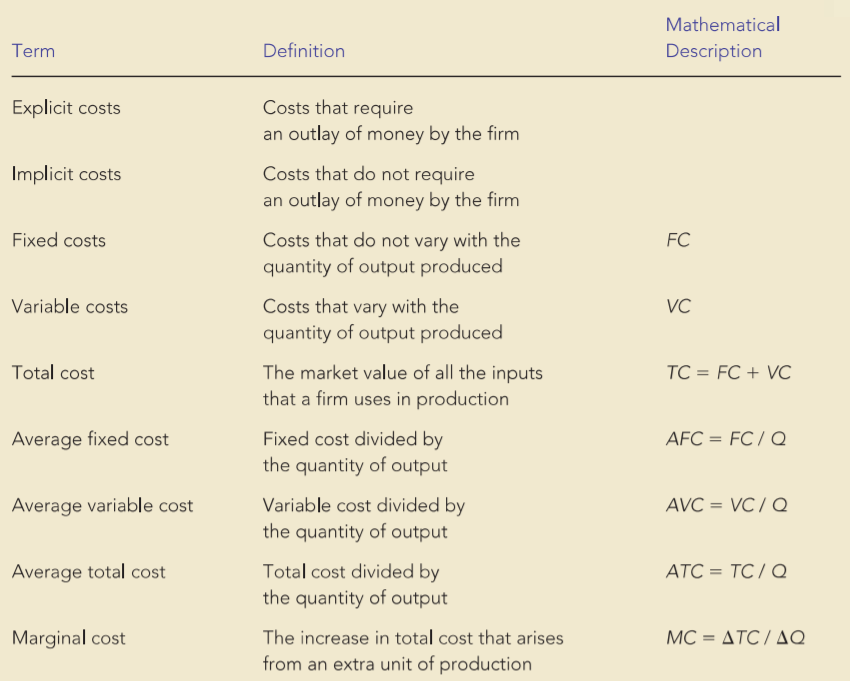 Mathematical
Term Definition Description
Explicit costs Costs that require
an outlay of money by the firm
Implicit costs Costs that do not require
an outlay of money by the firm
Fixed costs Costs that do not vary with the FC
quantity of output produced
Variable costs Costs that vary with the VC
quantity of output produced
Total cost The market value of all the inputs TC = FC + VC
that a firm uses in production
Average fixed cost Fixed cost divided by AFC = FC / Q
the quantity of output
Average variable cost Variable cost divided by AVC = VC / Q
the quantity of output
Average total cost Total cost divided by ATC = TC / Q
the quantity of output
Marginal cost The increase in total cost that arises MC = ΔTC / ΔQ
from an extra unit of production